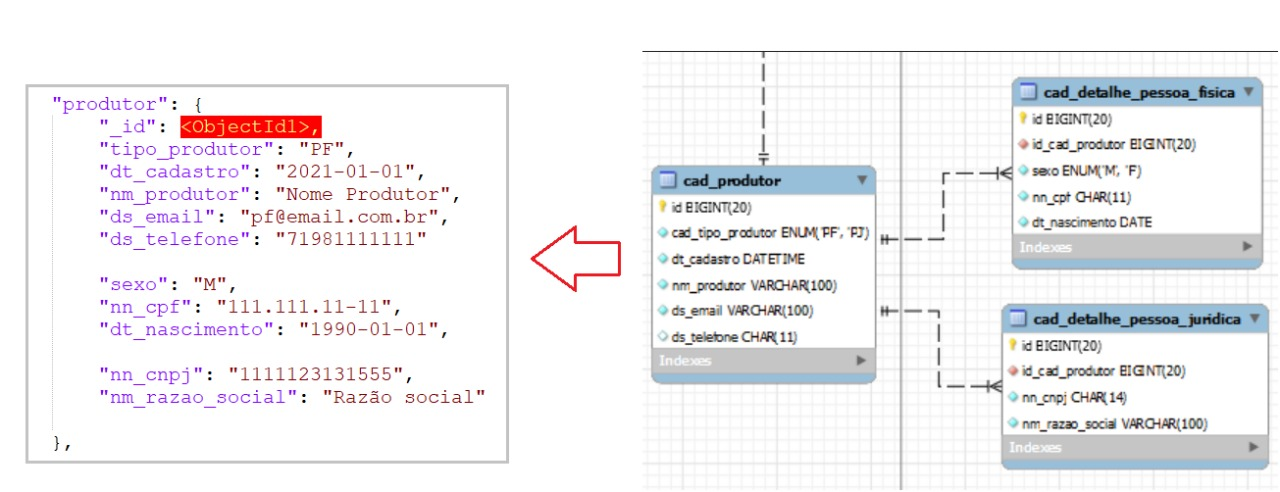 "produtor": {
"_id": <ObjectId1>,
"tipo_produtor": "PF",
"dt_cadastro": "2021-01-01",
"nm_produtor": "Nome Produtor",
"ds_email": "pf@email.com.br",
"ds_telefone": "71981111111"
"sexo": "M",
"nn_cpf": "111.111.11-11",
"dt_nascimento": "1990-01-01",
"nn_cnpj": "1111123131555",
"nm_razao_social": "Razão social"
},
cad_produtor
id BIGINT(20)
cad_tipo_produtor ENUM('PF', 'PJ')
dt_cadastro DATETIME
nm_produtor VARCHAR(100)
ds_email VARCHAR(100)
ds_telefone CHAR(11)
Indexes
cad_detalhe_pessoa_fisica
id BIGINT(20)
id_cad_produtor BIGINT(20)
sexo ENUM('M', 'F')
nn_cpf CHAR(11)
dt_nascimento DATE
Indexes
cad_detalhe_pessoa_juridica
id BIGINT(20)
id_cad_produtor BIGINT(20)
nn_cnpj CHAR(14)
nm_razao_social VARCHAR(100)
Indexes